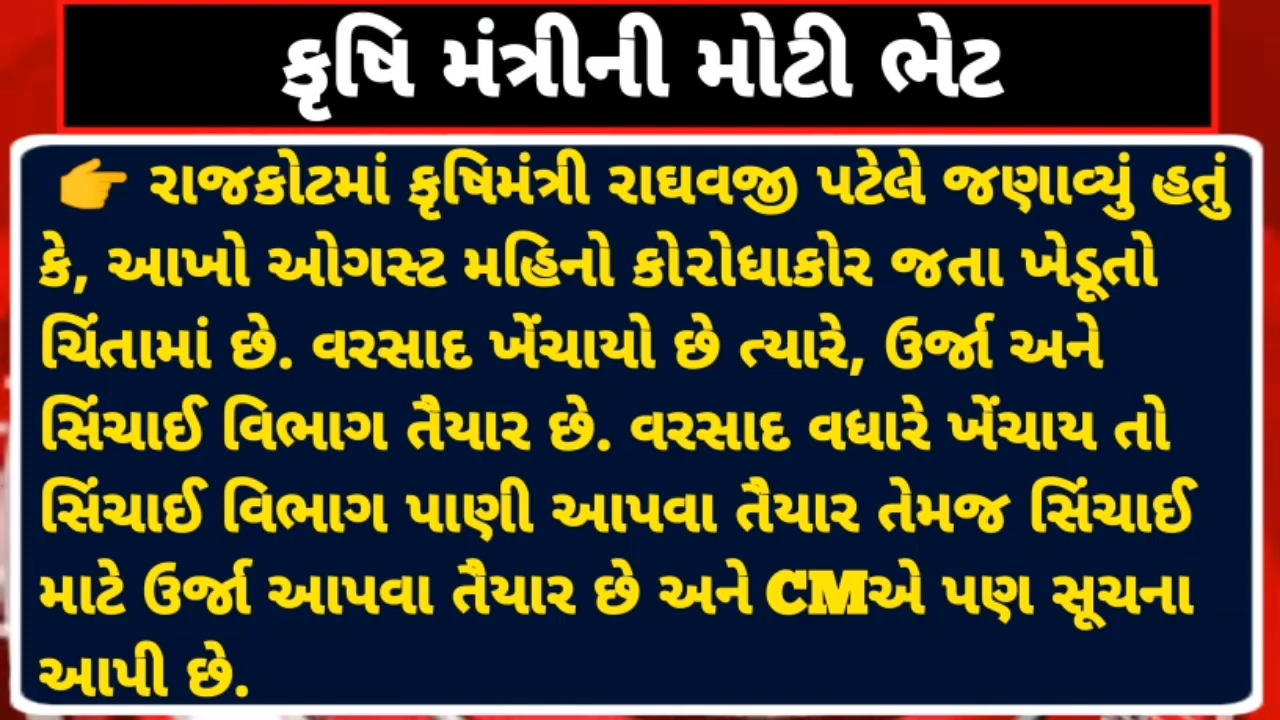 કૃષિ મંત્રીની મોટી ભેટ
👉 રાજકોટમાં કૃષિમંત્રી રાઘવજી પટેલે જણાવ્યું હતું
કે, આખો ઓગસ્ટ મહિનો કોરોધાકોર જતા ખેડૂતો
ચિંતામાં છે. વરસાદ ખેંચાયો છે ત્યારે, ઉર્જા અને
સિંચાઈ વિભાગ તૈયાર છે. વરસાદ વધારે ખેંચાય તો
સિંચાઈ વિભાગ પાણી આપવા તૈયાર તેમજ સિંચાઈ
માટે ઉર્જા આપવા તૈયાર છે અને CMએ પણ સૂચના
આપી છે.